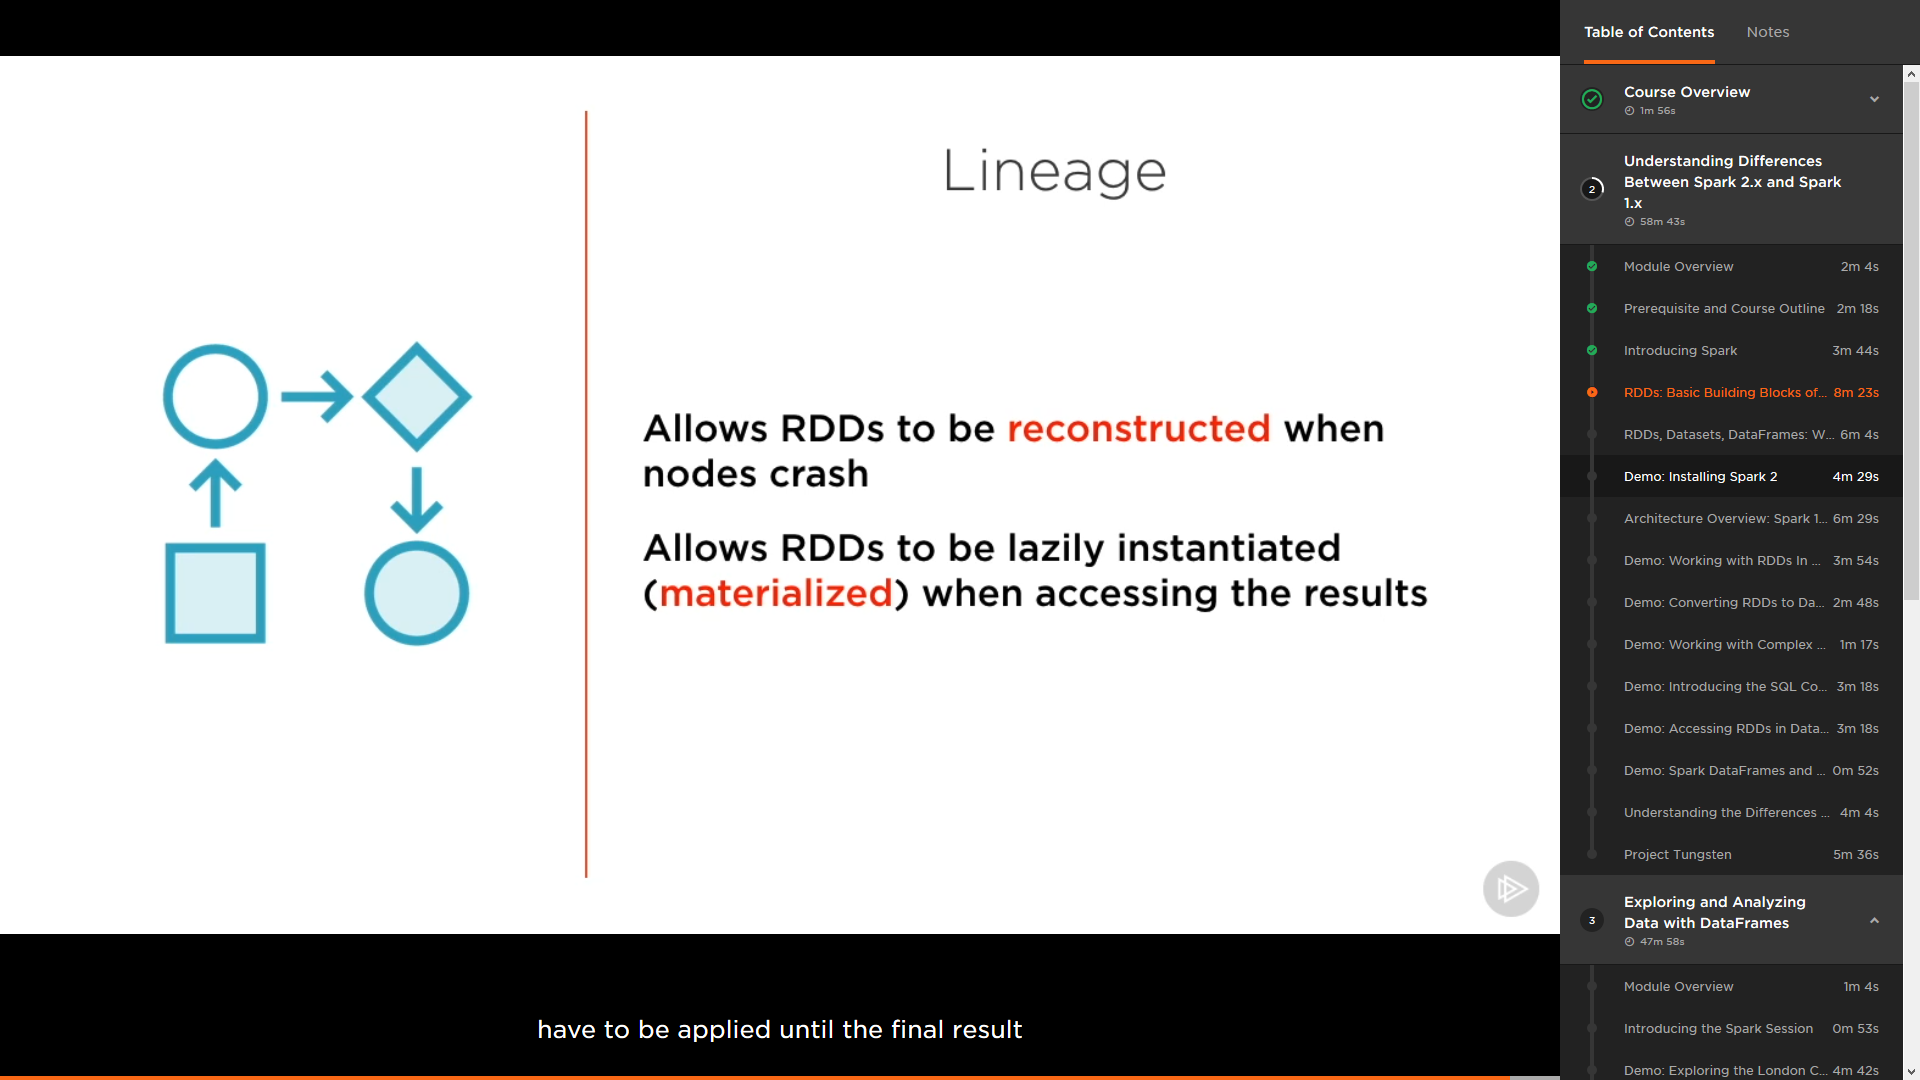 Lineage
Allows RDDs to be reconstructed when
nodes crash
Allows RDDs to be lazily instantiated
(materialized) when accessing the results
have to be applied until the final result
Table of Contents
Notes
Course Overview
1m 56s
2
Understanding Differences
Between Spark 2.x and Spark
1.x
58m 43s
Module Overview 2m 4s
Prerequisite and Course Outline 2m 18s
Introducing Spark 3m 44s
RDDs: Basic Building Blocks of... 8m 23s
RDDs, Datasets, DataFrames: W... 6m 4s
Demo: Installing Spark 2 4m 29s
Architecture Overview: Spark 1... 6m 29s
Demo: Working with RDDs In ... 3m 54s
Demo: Converting RDDs to Da... 2m 48s
Demo: Working with Complex ... 1m 17s
Demo: Introducing the SQL Co... 3m 18s
Demo: Accessing RDDs in Data... 3m 18s
Demo: Spark DataFrames and ... 0m 52s
Understanding the Differences ... 4m 4s
Project Tungsten 5m 36s
3
Exploring and Analyzing
Data with DataFrames
47m 58s
Module Overview 1m 4s
Introducing the Spark Session 0m 53s
Demo: Exploring the London C... 4m 42s